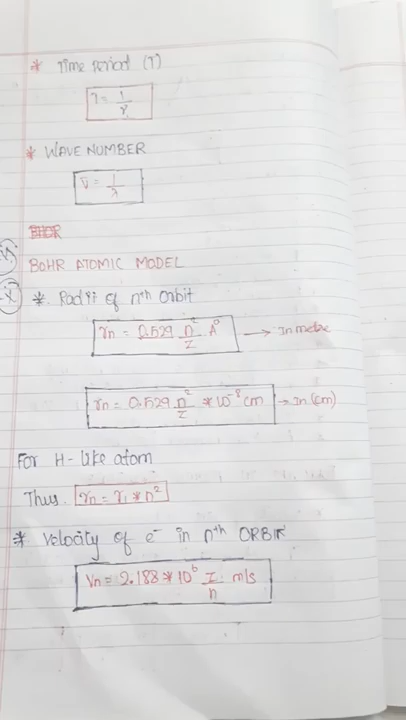 * Time Period (T)
T = 1/ν
* WAVE NUMBER
ν̄ = 1/λ
BOHR ATOMIC MODEL
* Radii of nth Orbit
rn = 0.529 n²/Z A° → In metre
rn = 0.529 n²/Z * 10⁻⁸ cm → In (cm)
For H- like atom
Thus rn = r₁ * n²
* Velocity of e⁻ in nth ORBIT
Vn = 2.188 * 10⁶ Z/n m/s